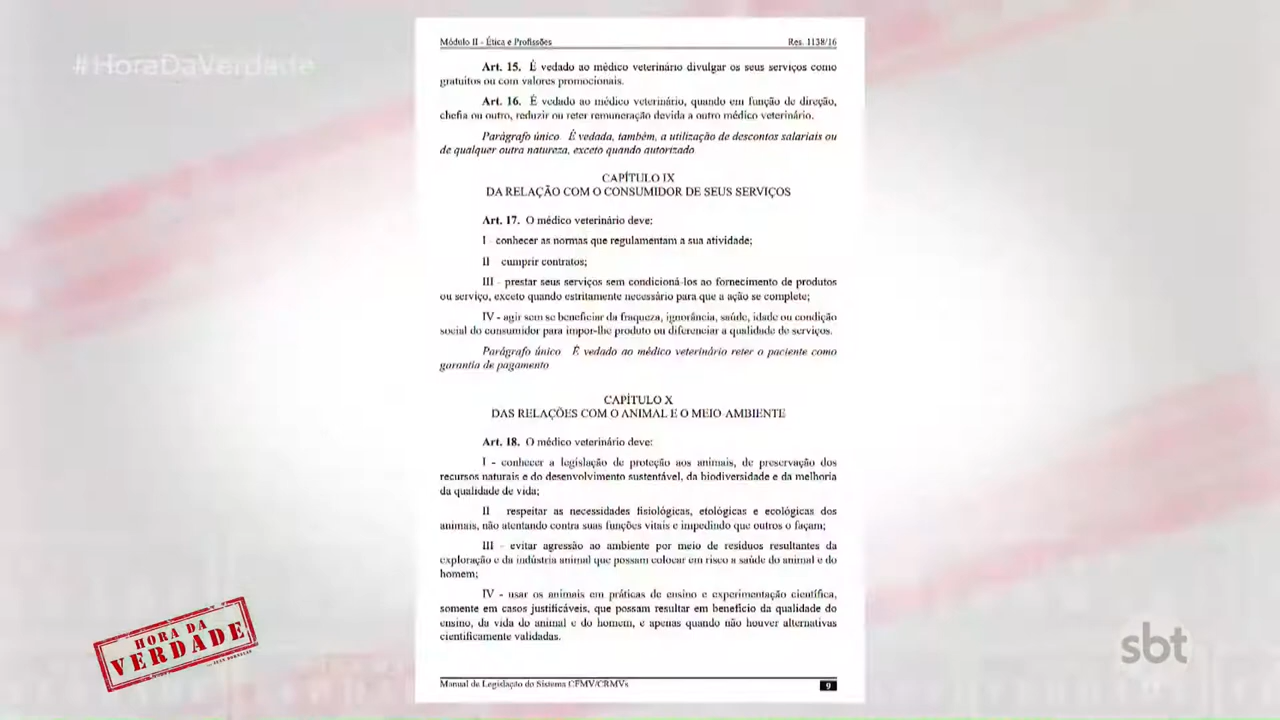 #HoraDaVerdade
Módulo II - Ética e Profissões Res. 1138/16
Art. 15. É vedado ao médico veterinário divulgar os seus serviços como
gratuitos ou com valores promocionais.
Art. 16. É vedado ao médico veterinário, quando em função de direção,
chefia ou outro, reduzir ou reter remuneração devida a outro médico veterinário.
Parágrafo único É vedada, também, a utilização de descontos salariais ou
de qualquer outra natureza, exceto quando autorizado
CAPÍTULO IX
DA RELAÇÃO COM O CONSUMIDOR DE SEUS SERVIÇOS
Art. 17. O médico veterinário deve:
I - conhecer as normas que regulamentam a sua atividade;
II cumprir contratos;
III - prestar seus serviços sem condicioná-los ao fornecimento de produtos
ou serviço, exceto quando estritamente necessário para que a ação se complete;
IV - agir sem se beneficiar da fraqueza, ignorância, saúde, idade ou condição
social do consumidor para impor-lhe produto ou diferenciar a qualidade de serviços.
Parágrafo único É vedado ao médico veterinário reter o paciente como
garantia de pagamento
CAPÍTULO X
DAS RELAÇÕES COM O ANIMAL E O MEIO AMBIENTE
Art. 18. O médico veterinário deve:
I - conhecer a legislação de proteção aos animais, de preservação dos
recursos naturais e do desenvolvimento sustentável, da biodiversidade e da melhoria
da qualidade de vida;
II respeitar as necessidades fisiológicas, etológicas e ecológicas dos
animais, não atentando contra suas funções vitais e impedindo que outros o façam;
III - evitar agressão ao ambiente por meio de resíduos resultantes da
exploração e da indústria animal que possam colocar em risco a saúde do animal e do
homem;
IV - usar os animais em práticas de ensino e experimentação científica,
somente em casos justificáveis, que possam resultar em benefício da qualidade do
ensino, da vida do animal e do homem, e apenas quando não houver alternativas
cientificamente validadas.
Manual de Legislação do Sistema CFMV/CRMVs 9
HORA DA
VERDADE
sbt